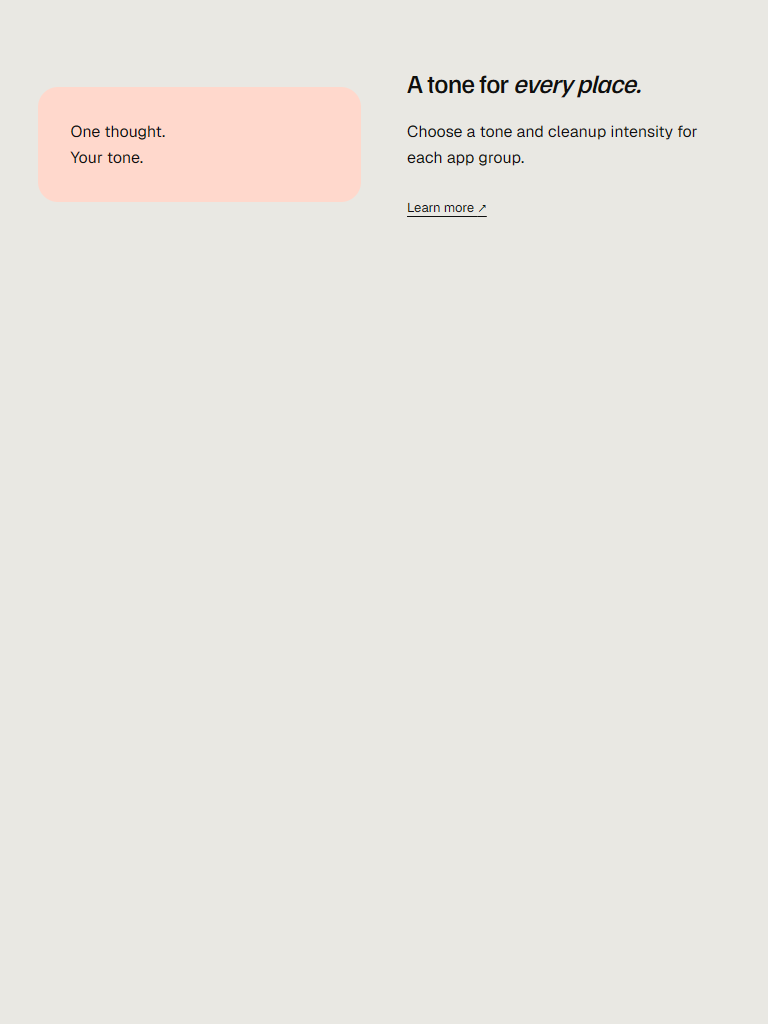 One thought.
Your tone.
A tone for every place.
Choose a tone and cleanup intensity for
each app group.
Learn more ↗